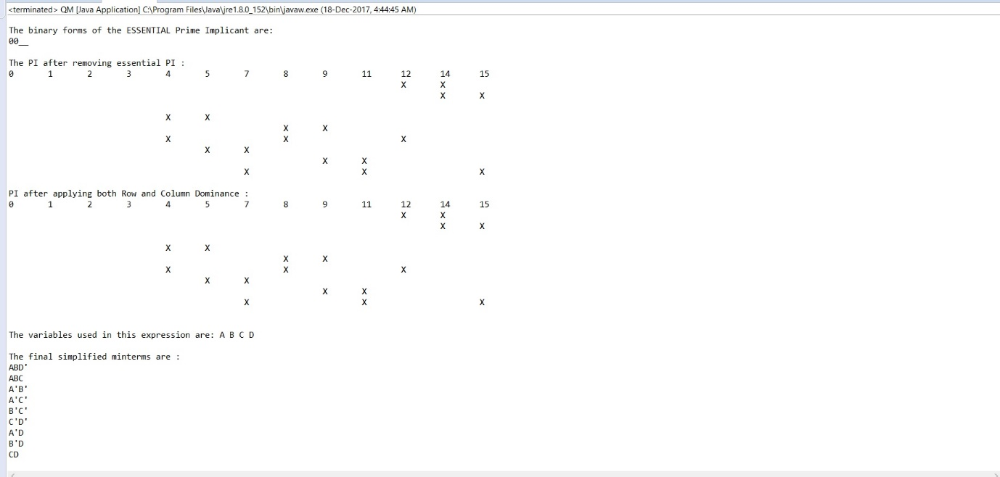 <terminated> QM [Java Application] C:\Program Files\Java\jre1.8.0_152\bin\javaw.exe (18-Dec-2017, 4:44:45 AM)
The binary forms of the ESSENTIAL Prime Implicant are:
00__
The PI after removing essential PI :
0 1 2 3 4 5 7 8 9 11 12 14 15
X X
X X
X X
X X
X X X
X X
X X
X X X
PI after applying both Row and Column Dominance :
0 1 2 3 4 5 7 8 9 11 12 14 15
X X
X X
X X
X X
X X X
X X
X X
X X X
The variables used in this expression are: A B C D
The final simplified minterms are :
ABD'
ABC
A'B'
A'C'
B'C'
C'D'
A'D
B'D
CD